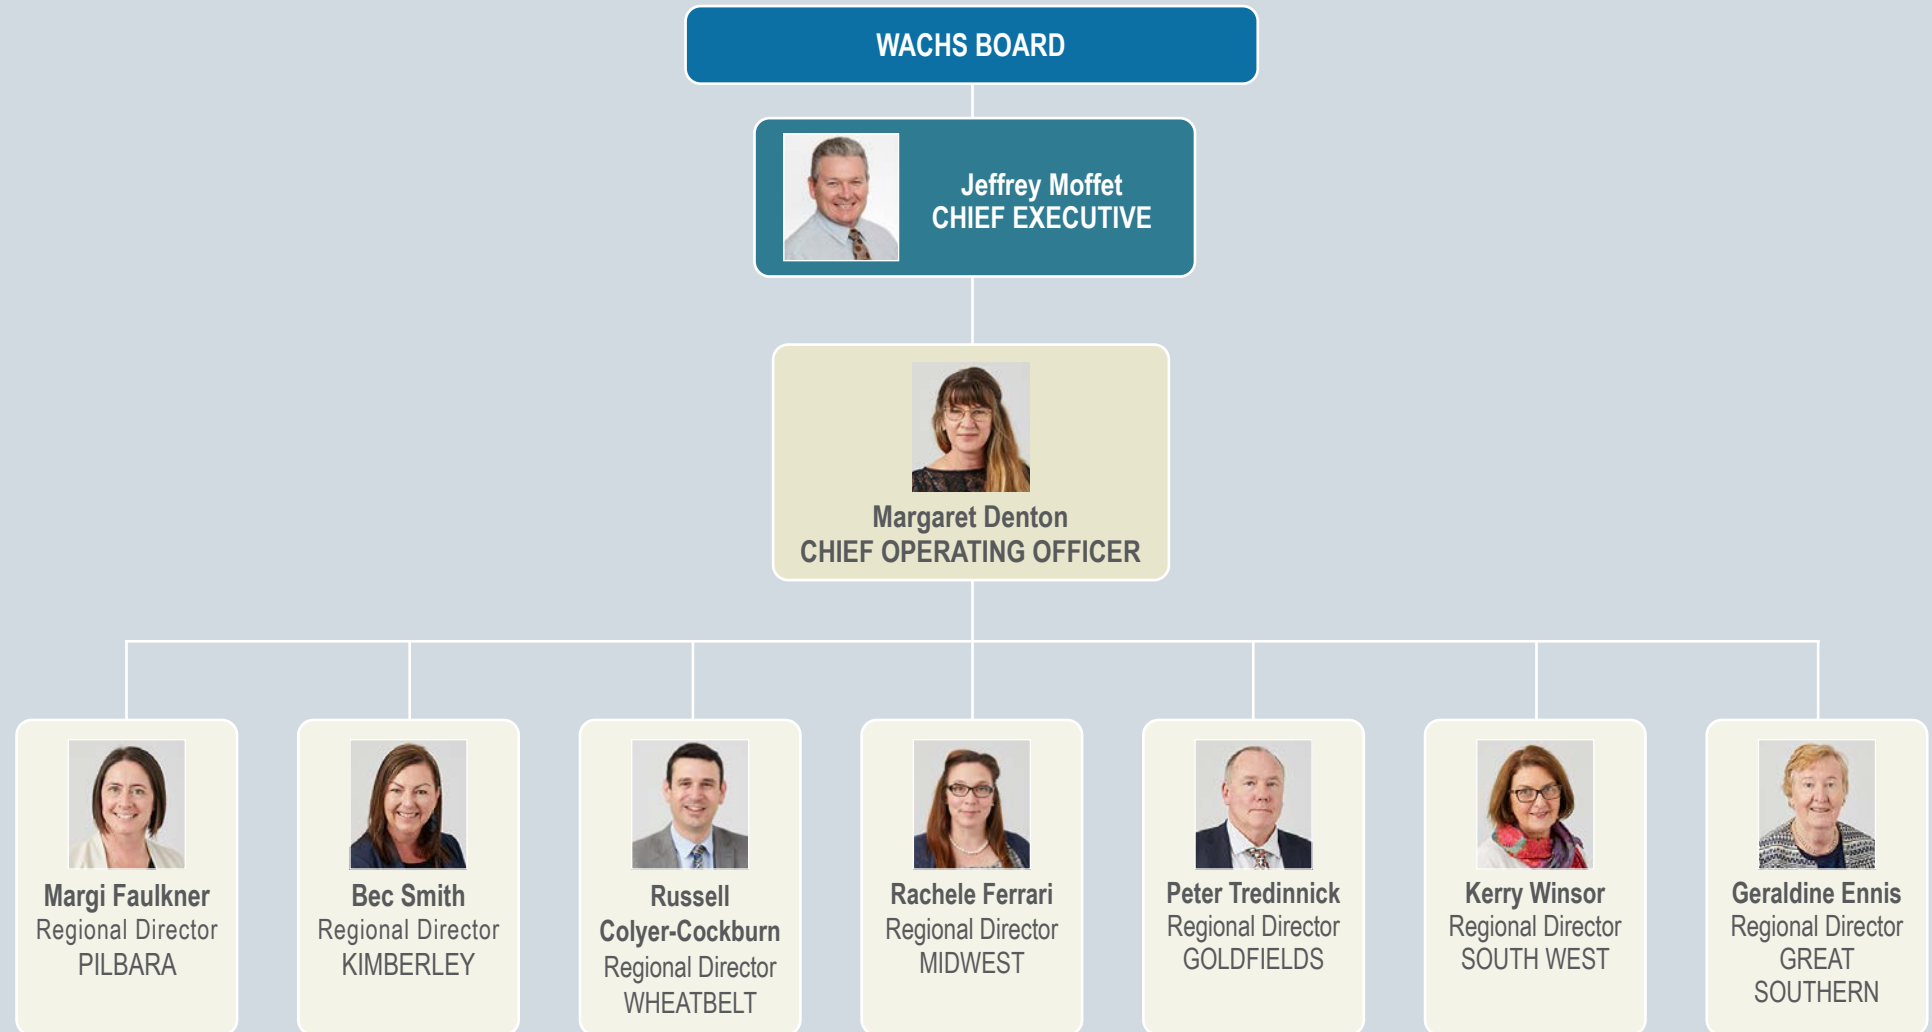 WACHS BOARD
Jeffrey Moffet
CHIEF EXECUTIVE
Margaret Denton
CHIEF OPERATING OFFICER
Margi Faulkner
Regional Director
PILBARA
Bec Smith
Regional Director
KIMBERLEY
Russell
Colyer-Cockburn
Regional Director
WHEATBELT
Rachele Ferrari
Regional Director
MIDWEST
Peter Tredinnick
Regional Director
GOLDFIELDS
Kerry Winsor
Regional Director
SOUTH WEST
Geraldine Ennis
Regional Director
GREAT
SOUTHERN